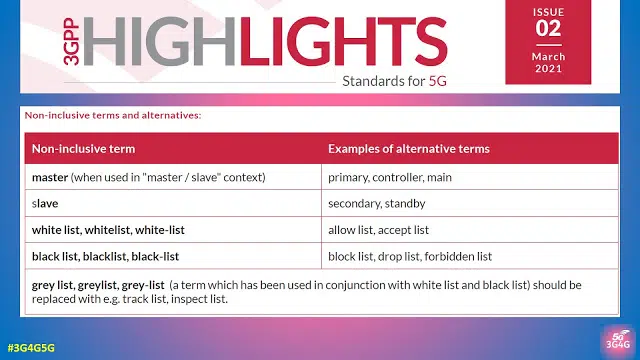 3GPP
HIGHLIGHTS
Standards for 5G
ISSUE
02
March
2021
Non-inclusive terms and alternatives:
Non-inclusive term
Examples of alternative terms
master (when used in "master / slave" context)
primary, controller, main
slave
secondary, standby
white list, whitelist, white-list
allow list, accept list
black list, blacklist, black-list
block list, drop list, forbidden list
grey list, greylist, grey-list (a term which has been used in conjunction with white list and black list) should be
replaced with e.g. track list, inspect list.
#3G4G5G
5G
3G4G